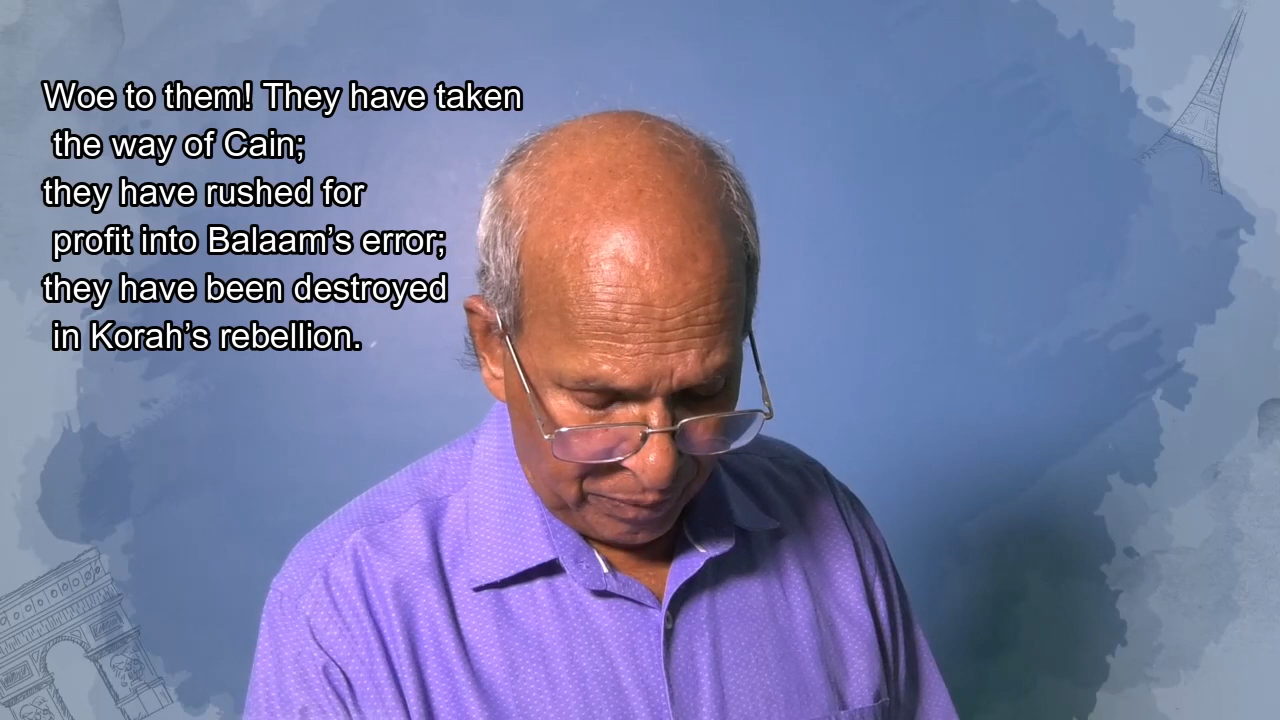 Woe to them! They have taken
the way of Cain;
they have rushed for
profit into Balaam’s error;
they have been destroyed
in Korah’s rebellion.